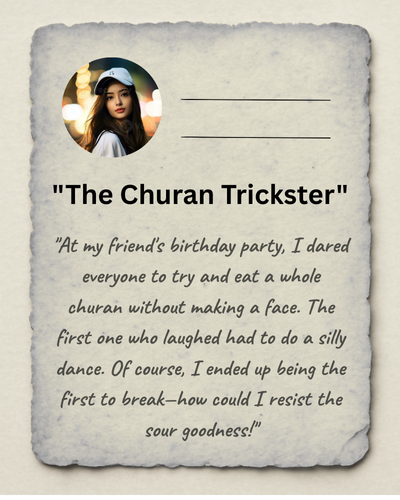 "The Churan Trickster"
"At my friend's birthday party, I dared
everyone to try and eat a whole
churan without making a face. The
first one who laughed had to do a silly
dance. Of course, I ended up being the
first to break—how could I resist the
sour goodness!"